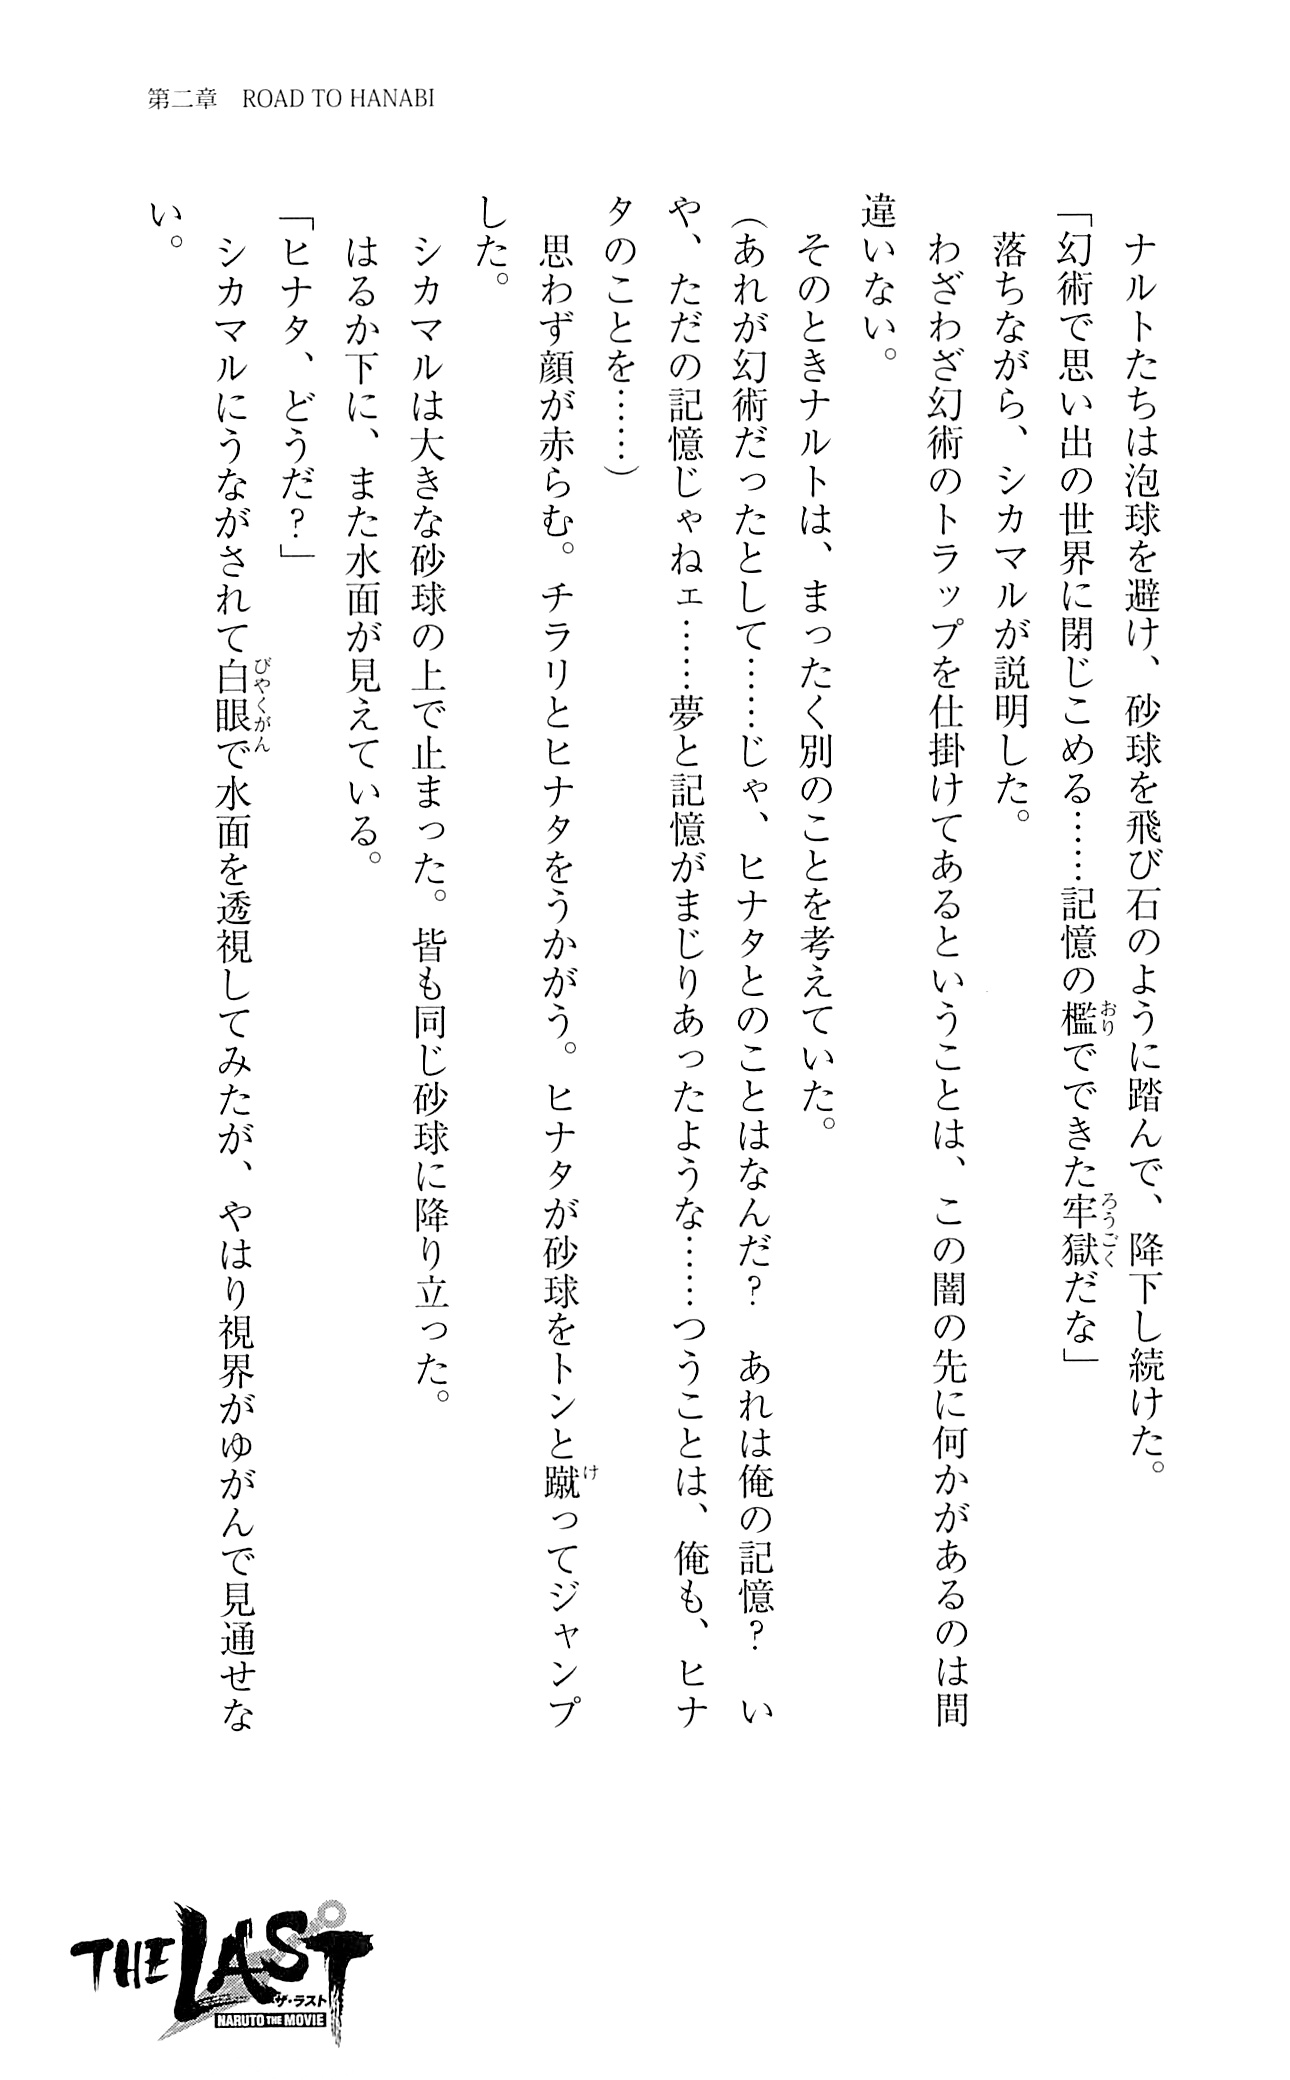 第二章　ROAD TO HANABI
　ナルトたちは泡球を避け、砂球を飛び石のように踏んで、降下し続けた。
「幻術で思い出の世界に閉じこめる……記憶の檻でできた牢獄だな」
おり
ろうごく
　落ちながら、シカマルが説明した。
　わざわざ幻術のトラップを仕掛けてあるということは、この闇の先に何かがあるのは間
違いない。
　そのときナルトは、まったく別のことを考えていた。
（あれが幻術だったとして……じゃ、ヒナタとのことはなんだ？　あれは俺の記憶？　い
や、ただの記憶じゃねェ……夢と記憶がまじりあったような……つうことは、俺も、ヒナ
タのことを……）
　思わず顔が赤らむ。チラリとヒナタをうかがう。ヒナタが砂球をトンと蹴ってジャンプ
け
した。
　シカマルは大きな砂球の上で止まった。皆も同じ砂球に降り立った。
　はるか下に、また水面が見えている。
「ヒナタ、どうだ？」
　シカマルにうながされて白眼で水面を透視してみたが、やはり視界がゆがんで見通せな
びやくがん
い。
THE LAST
ザ・ラスト
NARUTO THE MOVIE